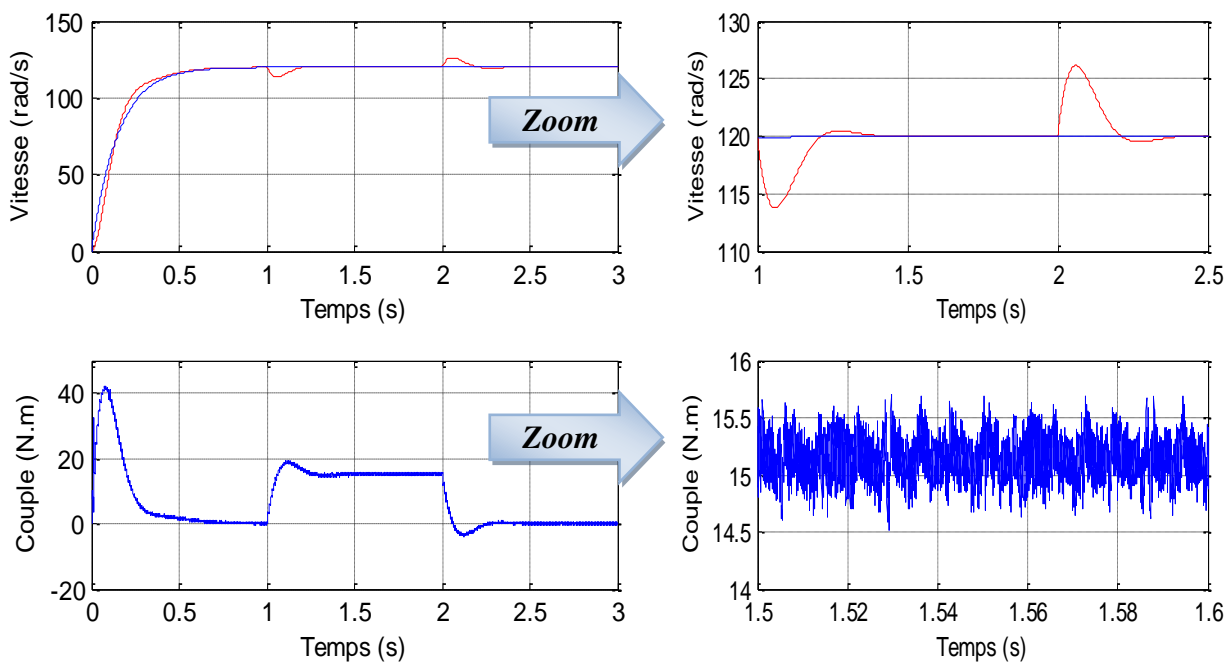 150
100
50
0
Vitesse (rad/s)
0 0.5 1 1.5 2 2.5 3
Temps (s)
Zoom
130
125
120
115
110
Vitesse (rad/s)
1 1.5 2 2.5
Temps (s)
40
20
0
-20
Couple (N.m)
0 0.5 1 1.5 2 2.5 3
Temps (s)
Zoom
16
15.5
15
14.5
14
Couple (N.m)
1.5 1.52 1.54 1.56 1.58 1.6
Temps (s)